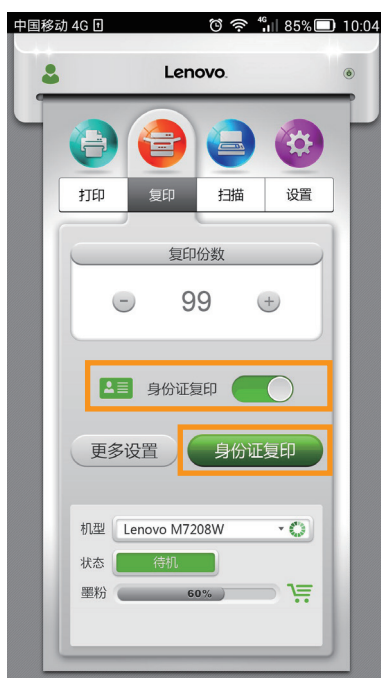 中国移动 4G 4G 85% 10:04
Lenovo
打印 复印 扫描 设置
复印份数
99
身份证复印
更多设置 身份证复印
机型 Lenovo M7208W
状态 待机
墨粉 60%